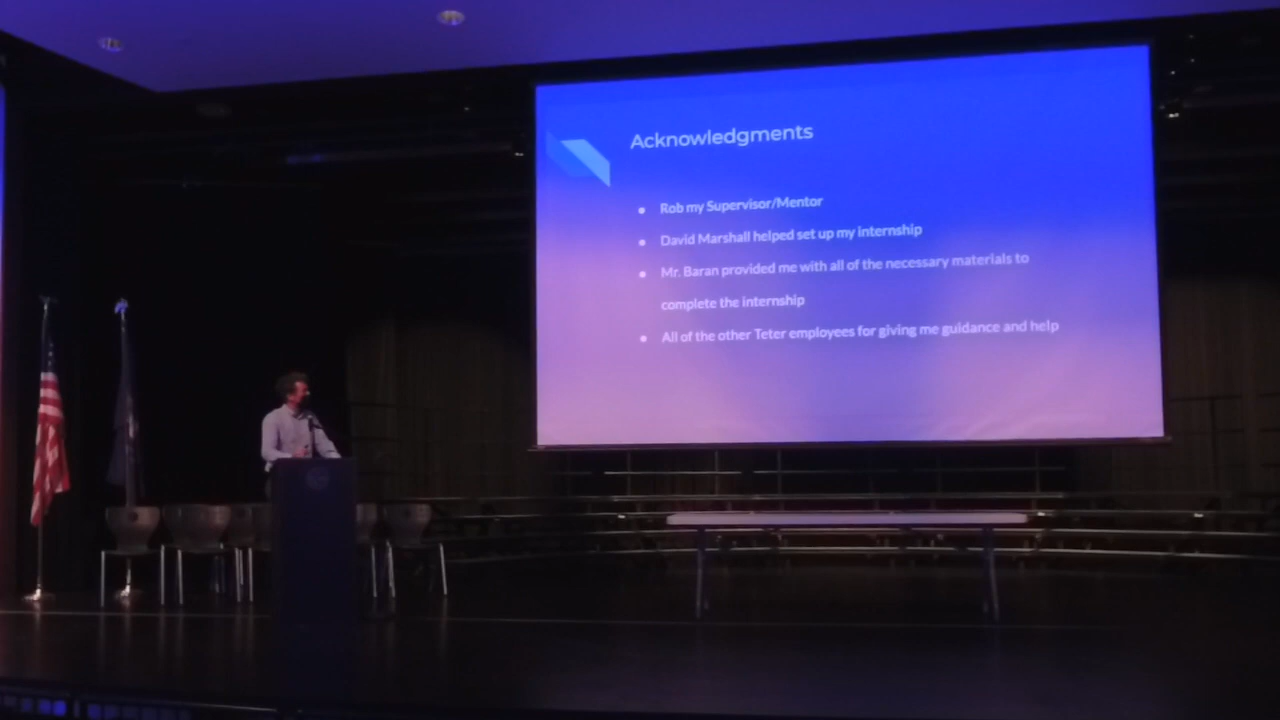 Acknowledgments
● Rob my Supervisor/Mentor
● David Marshall helped set up my internship
● Mr. Baran provided me with all of the necessary materials to
complete the internship
● All of the other Teter employees for giving me guidance and help